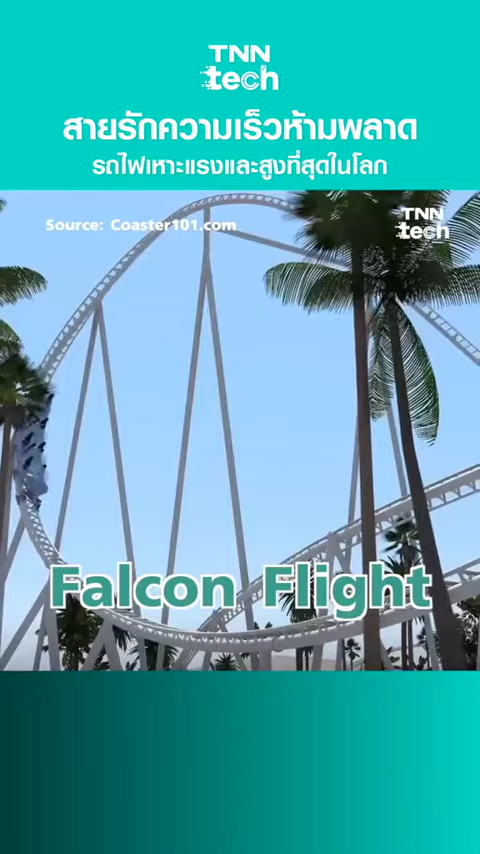 TNN
tech
สายรักความเร็วห้ามพลาด
รถไฟเหาะแรงและสูงที่สุดในโลก
Source: Coaster101.com
TNN
tech
Falcon Flight